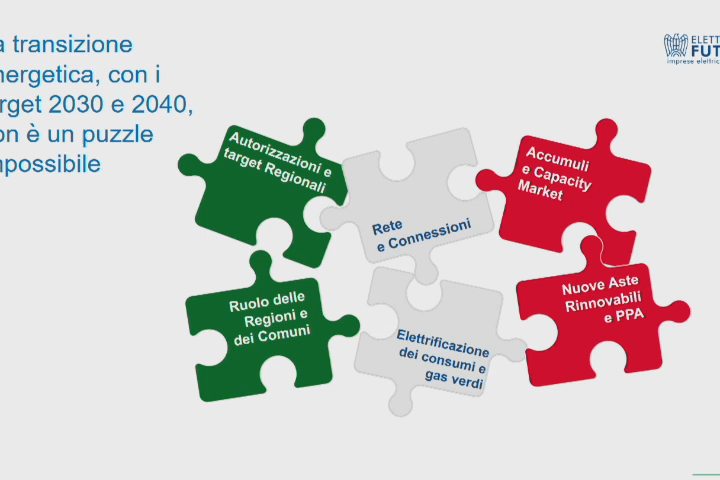 a transizione
nergetica, con i
rget 2030 e 2040,
on è un puzzle
mpossibile
ELETT
FUT
imprese elettric
Autorizzazioni e
target Regionali
Rete
e Connessioni
Accumuli
e Capacity
Market
Ruolo delle
Regioni e
dei Comuni
Elettrificazione
dei consumi e
gas verdi
Nuove Aste
Rinnovabili
e PPA